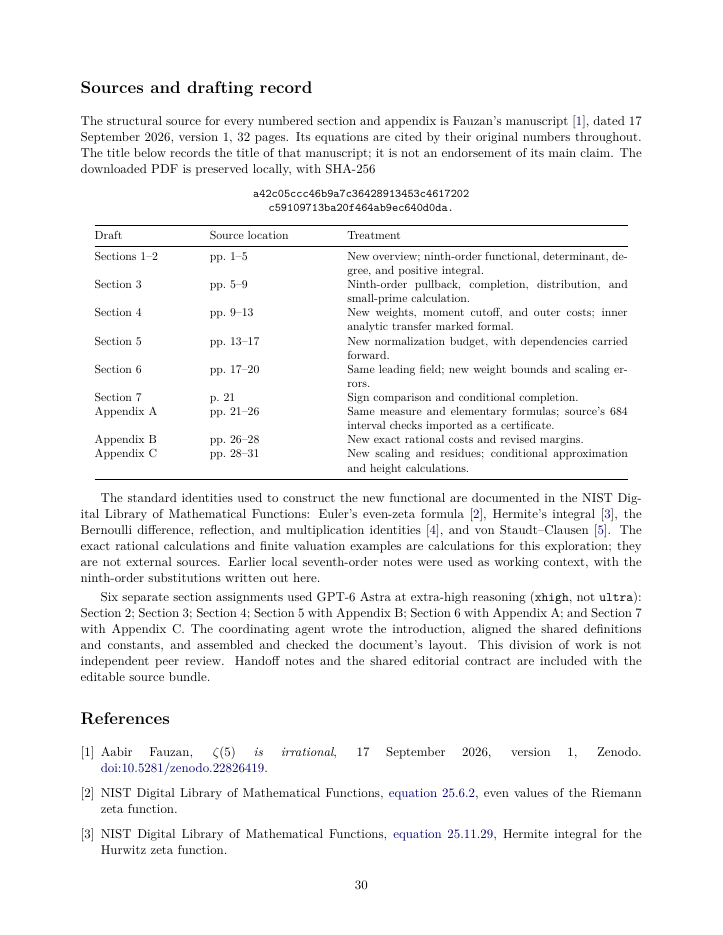 Sources and drafting record
The structural source for every numbered section and appendix is Fauzan's manuscript [1], dated 17
September 2026, version 1, 32 pages. Its equations are cited by their original numbers throughout.
The title below records the title of that manuscript; it is not an endorsement of its main claim. The
downloaded PDF is preserved locally, with SHA-256
a42c05ccc46b9a7c36428913453c4617202
c59109713ba20f464ab9ec640d0da.
Draft Source location Treatment
Sections 1–2 pp. 1–5 New overview; ninth-order functional, determinant, de-
gree, and positive integral.
Section 3 pp. 5–9 Ninth-order pullback, completion, distribution, and
small-prime calculation.
Section 4 pp. 9–13 New weights, moment cutoff, and outer costs; inner
analytic transfer marked formal.
Section 5 pp. 13–17 New normalization budget, with dependencies carried
forward.
Section 6 pp. 17–20 Same leading field; new weight bounds and scaling er-
rors.
Section 7 p. 21 Sign comparison and conditional completion.
Appendix A pp. 21–26 Same measure and elementary formulas; source's 684
interval checks imported as a certificate.
Appendix B pp. 26–28 New exact rational costs and revised margins.
Appendix C pp. 28–31 New scaling and residues; conditional approximation
and height calculations.
The standard identities used to construct the new functional are documented in the NIST Dig-
ital Library of Mathematical Functions: Euler's even-zeta formula [2], Hermite's integral [3], the
Bernoulli difference, reflection, and multiplication identities [4], and von Staudt–Clausen [5]. The
exact rational calculations and finite valuation examples are calculations for this exploration; they
are not external sources. Earlier local seventh-order notes were used as working context, with the
ninth-order substitutions written out here.
Six separate section assignments used GPT-6 Astra at extra-high reasoning (xhigh, not ultra):
Section 2; Section 3; Section 4; Section 5 with Appendix B; Section 6 with Appendix A; and Section 7
with Appendix C. The coordinating agent wrote the introduction, aligned the shared definitions
and constants, and assembled and checked the document's layout. This division of work is not
independent peer review. Handoff notes and the shared editorial contract are included with the
editable source bundle.
References
[1] Aabir Fauzan, ζ(5) is irrational, 17 September 2026, version 1, Zenodo.
doi:10.5281/zenodo.22826419.
[2] NIST Digital Library of Mathematical Functions, equation 25.6.2, even values of the Riemann
zeta function.
[3] NIST Digital Library of Mathematical Functions, equation 25.11.29, Hermite integral for the
Hurwitz zeta function.
30